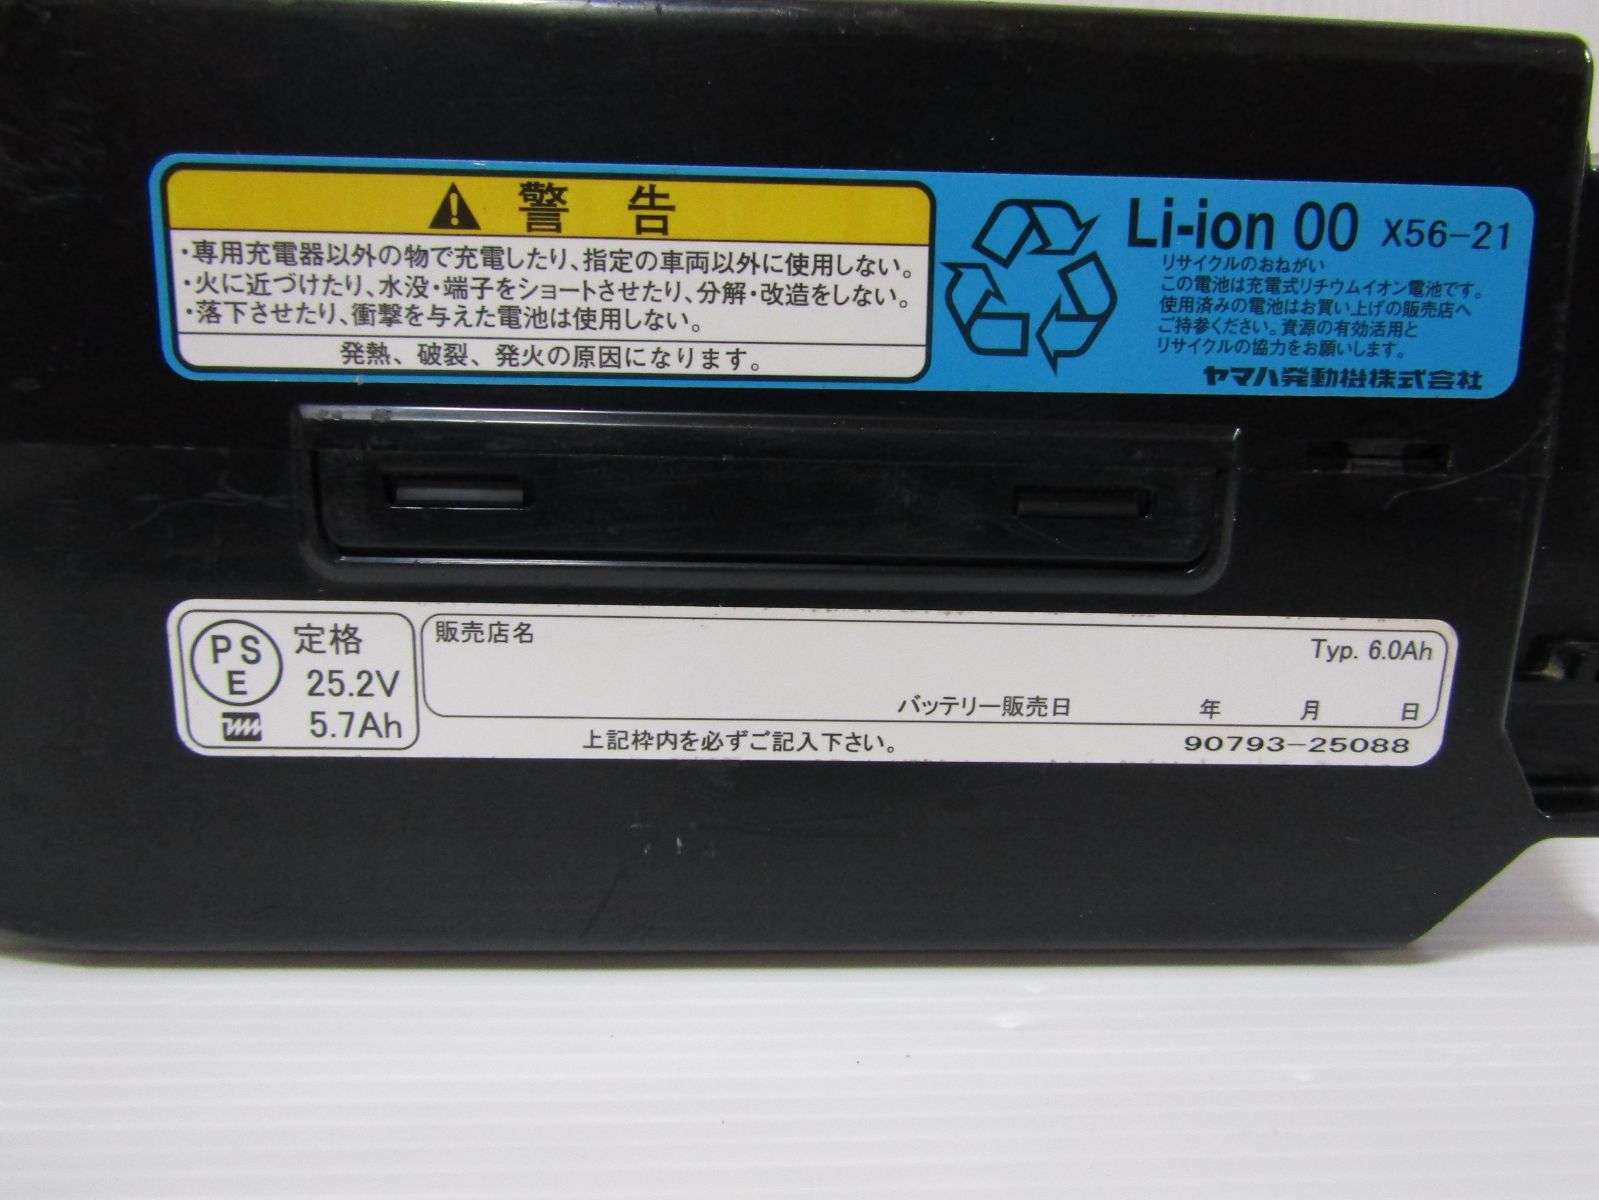 警 告
・専用充電器以外の物で充電したり、指定の車両以外に使用しない。
・火に近づけたり、水没・端子をショートさせたり、分解・改造をしない。
・落下させたり、衝撃を与えた電池は使用しない。
発熱、破裂、発火の原因になります。
Li-ion 00 X56-21
リサイクルのおねがい
この電池は充電式リチウムイオン電池です。
使用済みの電池はお買い上げの販売店へ
ご持参ください。資源の有効活用と
リサイクルの協力をお願いします。
ヤマハ発動機株式会社
PS
E
定格
25.2V
5.7Ah
販売店名
Typ. 6.0Ah
バッテリー販売日 年 月 日
上記枠内を必ずご記入下さい。
90793-25088